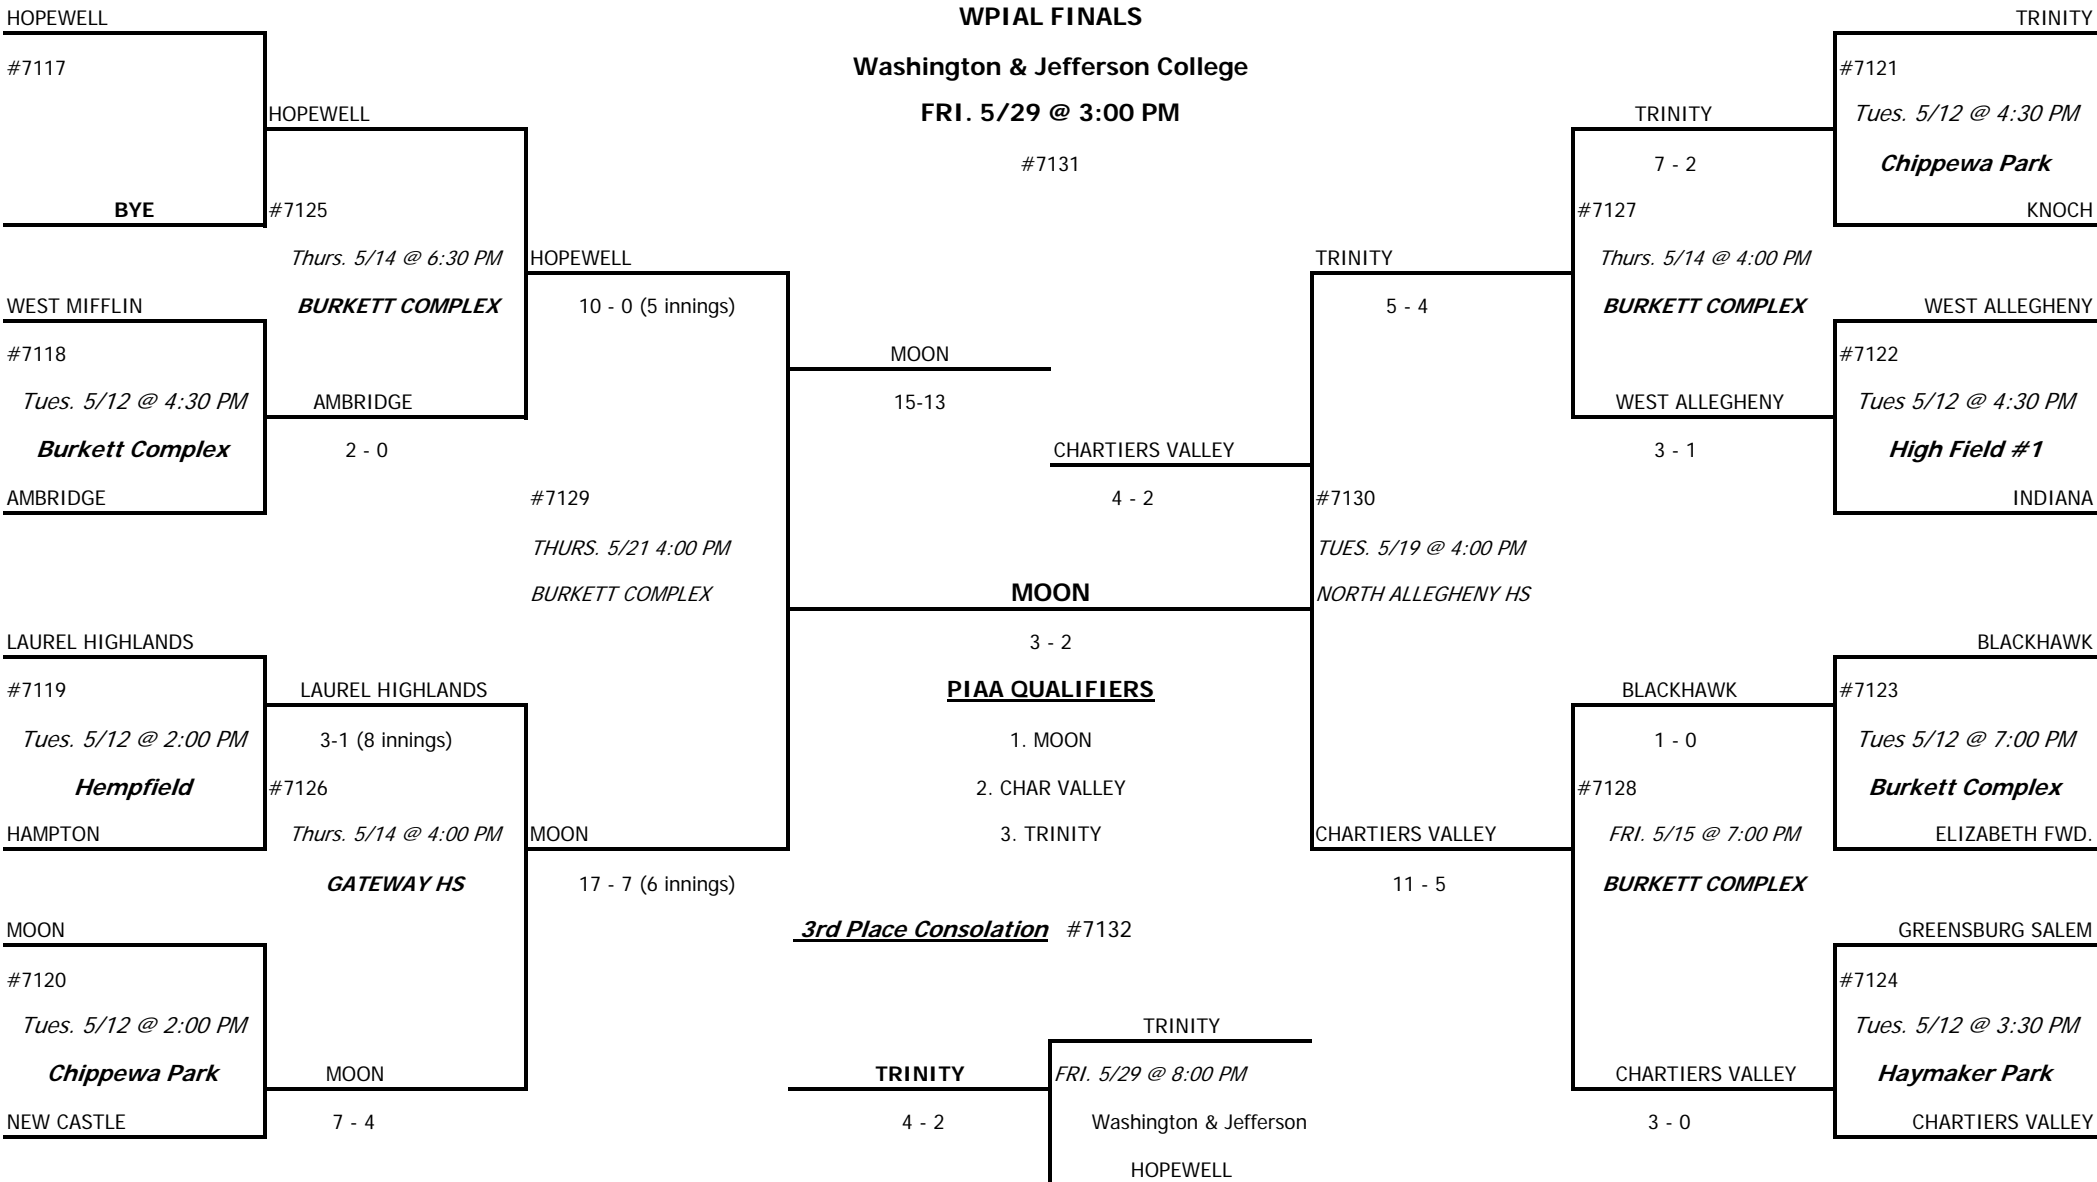 WPIAL FINALS
Washington & Jefferson College
FRI. 5/29 @ 3:00 PM
#7131
HOPEWELL
#7117
BYE
HOPEWELL
#7125
Thurs. 5/14 @ 6:30 PM
BURKETT COMPLEX
WEST MIFFLIN
#7118
Tues. 5/12 @ 4:30 PM
Burkett Complex
AMBRIDGE
AMBRIDGE
2 - 0
HOPEWELL
10 - 0 (5 innings)
#7129
THURS. 5/21 4:00 PM
BURKETT COMPLEX
LAUREL HIGHLANDS
#7119
Tues. 5/12 @ 2:00 PM
Hempfield
HAMPTON
LAUREL HIGHLANDS
3-1 (8 innings)
#7126
Thurs. 5/14 @ 4:00 PM
GATEWAY HS
MOON
#7120
Tues. 5/12 @ 2:00 PM
Chippewa Park
NEW CASTLE
MOON
7 - 4
MOON
17 - 7 (6 innings)
MOON
15-13
CHARTIERS VALLEY
4 - 2
MOON
3 - 2
PIAA QUALIFIERS
1. MOON
2. CHAR VALLEY
3. TRINITY
3rd Place Consolation #7132
TRINITY
FRI. 5/29 @ 8:00 PM
Washington & Jefferson
HOPEWELL
TRINITY
4 - 2
TRINITY
5 - 4
#7130
TUES. 5/19 @ 4:00 PM
NORTH ALLEGHENY HS
CHARTIERS VALLEY
11 - 5
TRINITY
7 - 2
#7127
Thurs. 5/14 @ 4:00 PM
BURKETT COMPLEX
WEST ALLEGHENY
3 - 1
BLACKHAWK
1 - 0
#7128
FRI. 5/15 @ 7:00 PM
BURKETT COMPLEX
CHARTIERS VALLEY
3 - 0
TRINITY
#7121
Tues. 5/12 @ 4:30 PM
Chippewa Park
KNOCH
WEST ALLEGHENY
#7122
Tues 5/12 @ 4:30 PM
High Field #1
INDIANA
BLACKHAWK
#7123
Tues 5/12 @ 7:00 PM
Burkett Complex
ELIZABETH FWD.
GREENSBURG SALEM
#7124
Tues. 5/12 @ 3:30 PM
Haymaker Park
CHARTIERS VALLEY